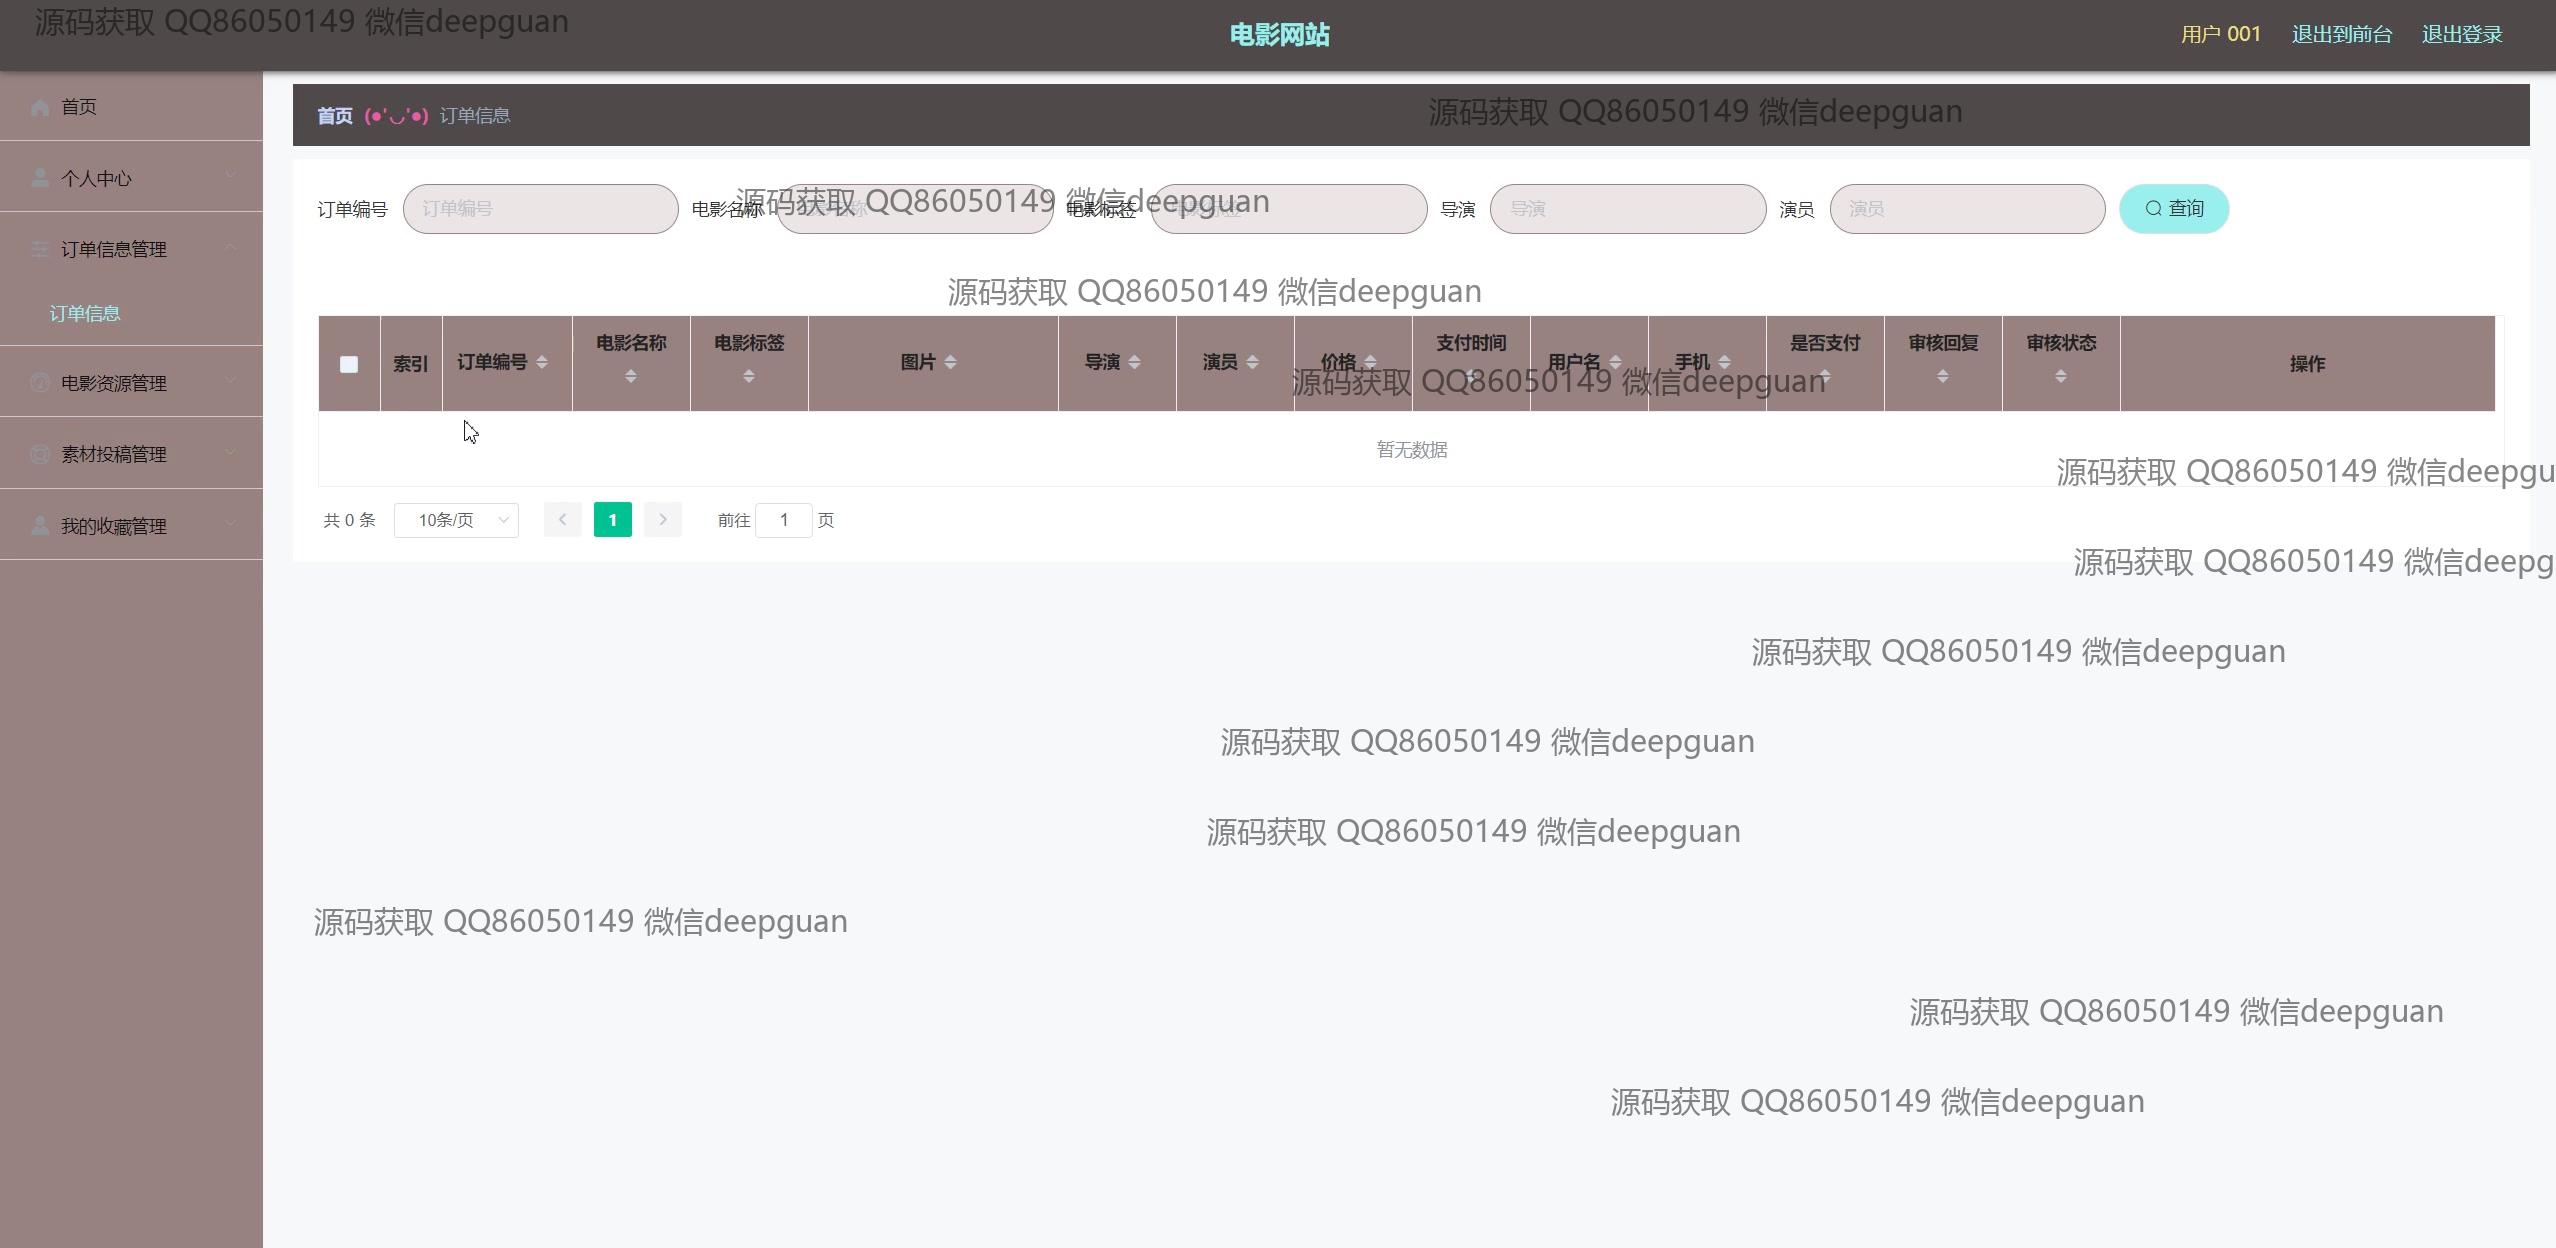 源码获取 QQ86050149 微信deepguan
电影网站
用户 001 退出到前台 退出登录
首页
个人中心
订单信息管理
订单信息
电影资源管理
素材投稿管理
我的收藏管理
首页 (●'◡'●) 订单信息
源码获取 QQ86050149 微信deepguan
订单编号 订单编号 电影名称 电影名称 电影标签 电影标签 导演 导演 演员 演员 查询
源码获取 QQ86050149 微信deepguan
源码获取 QQ86050149 微信deepguan
索引 订单编号 电影名称 电影标签 图片 导演 演员 价格 支付时间 用户名 手机 是否支付 审核回复 审核状态 操作
源码获取 QQ86050149 微信deepguan
暂无数据
源码获取 QQ86050149 微信deepgu
共 0 条 10条/页 1 前往 1 页
源码获取 QQ86050149 微信deepg
源码获取 QQ86050149 微信deepguan
源码获取 QQ86050149 微信deepguan
源码获取 QQ86050149 微信deepguan
源码获取 QQ86050149 微信deepguan
源码获取 QQ86050149 微信deepguan
源码获取 QQ86050149 微信deepguan